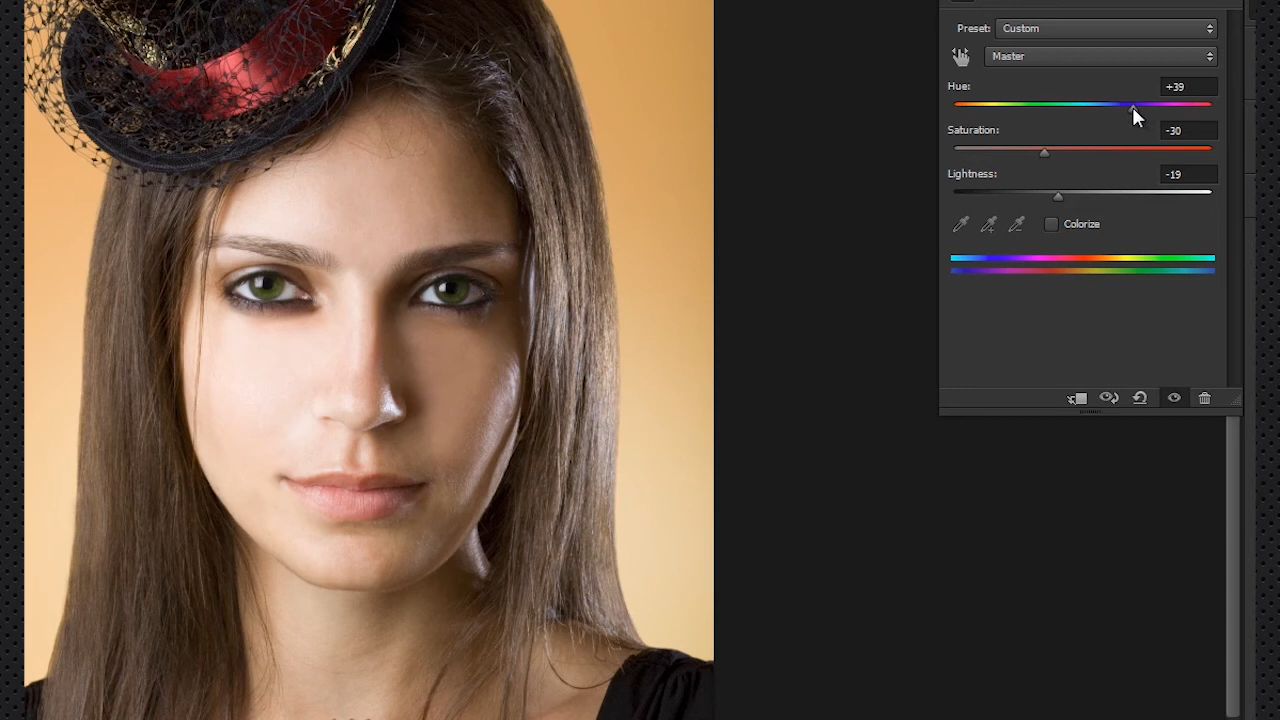 Preset: Custom
Master
Hue: +39
Saturation: -30
Lightness: -19
Colorize